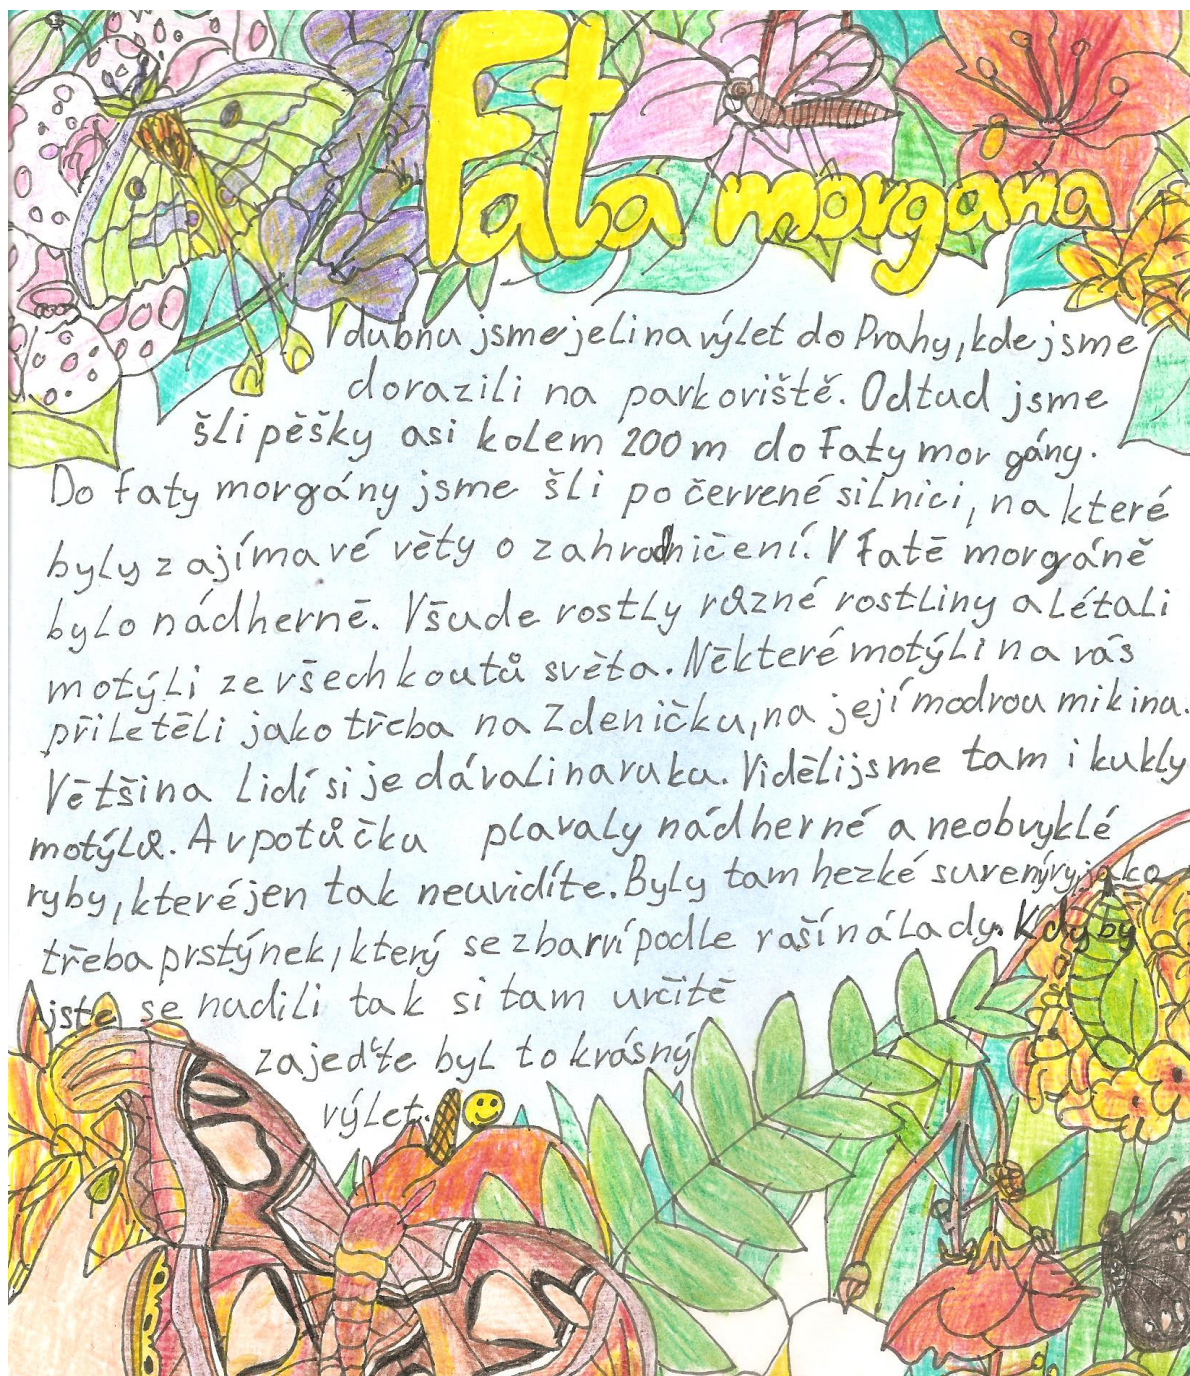 Fata morgána
V dubnu jsme jeli na výlet do Prahy, kde jsme
dorazili na parkoviště. Odtud jsme
šli pěšky asi kolem 200 m do Faty morgány.
Do Faty morgány jsme šli po červené silnici, na které
byly zajímavé věty o zahradničení. V Fatě morgáně
bylo nádherně. Všude rostly různé rostliny a létali
motýli ze všech koutů světa. Některé motýli na vás
přiletěli jako třeba na Zdeničku, na její modrou mikina.
Většina lidí si je dávali na ruku. Viděli jsme tam i kukly
motýlů. A v potůčku plavaly nádherné a neobvyklé
ryby, které jen tak neuvidíte. Byly tam hezké suvenýry, jako
třeba prstýnek, který se zbarví podle vaší nálady. Kdyby
jste se nudili tak si tam určitě
zajeďte byl to krásný
výlet.